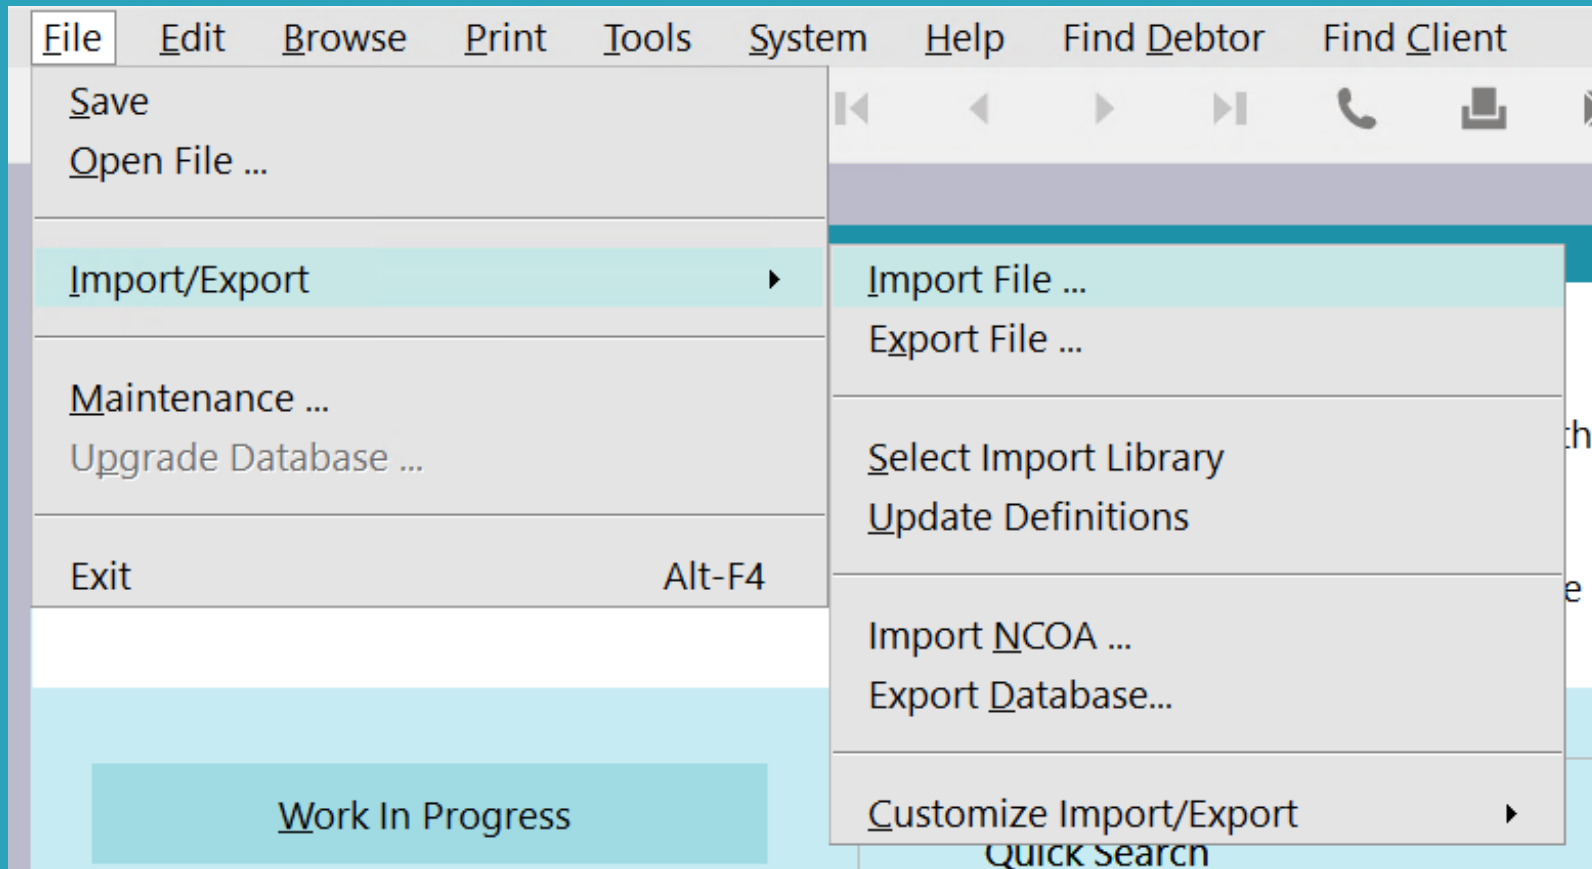 File Edit Browse Print Tools System Help Find Debtor Find Client
Save
Open File ...
Import/Export
Maintenance ...
Upgrade Database ...
Exit Alt-F4
Import File ...
Export File ...
Select Import Library
Update Definitions
Import NCOA ...
Export Database...
Customize Import/Export
Work In Progress
Quick Search